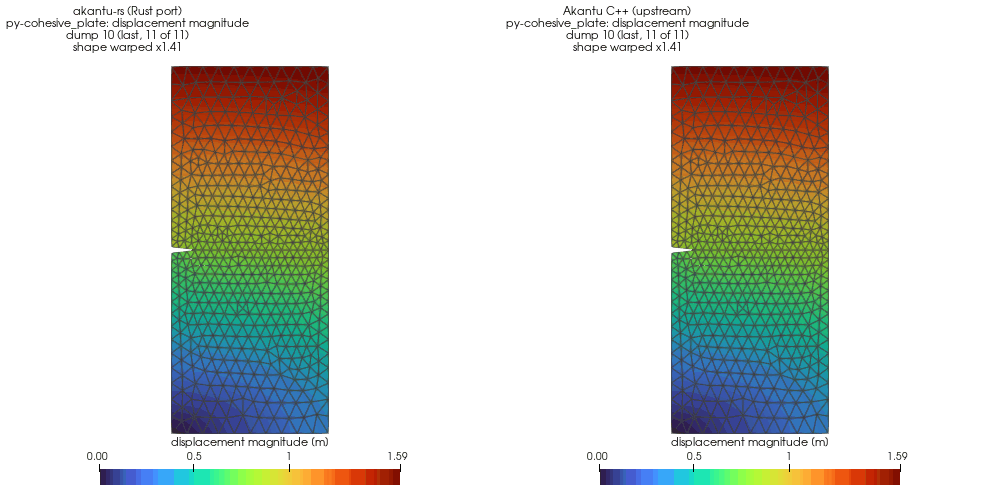 akantu-rs (Rust port)
py-cohesive_plate: displacement magnitude
dump 10 (last, 11 of 11)
shape warped x1.41
displacement magnitude (m)
0.00 0.5 1 1.59
Akantu C++ (upstream)
py-cohesive_plate: displacement magnitude
dump 10 (last, 11 of 11)
shape warped x1.41
displacement magnitude (m)
0.00 0.5 1 1.59